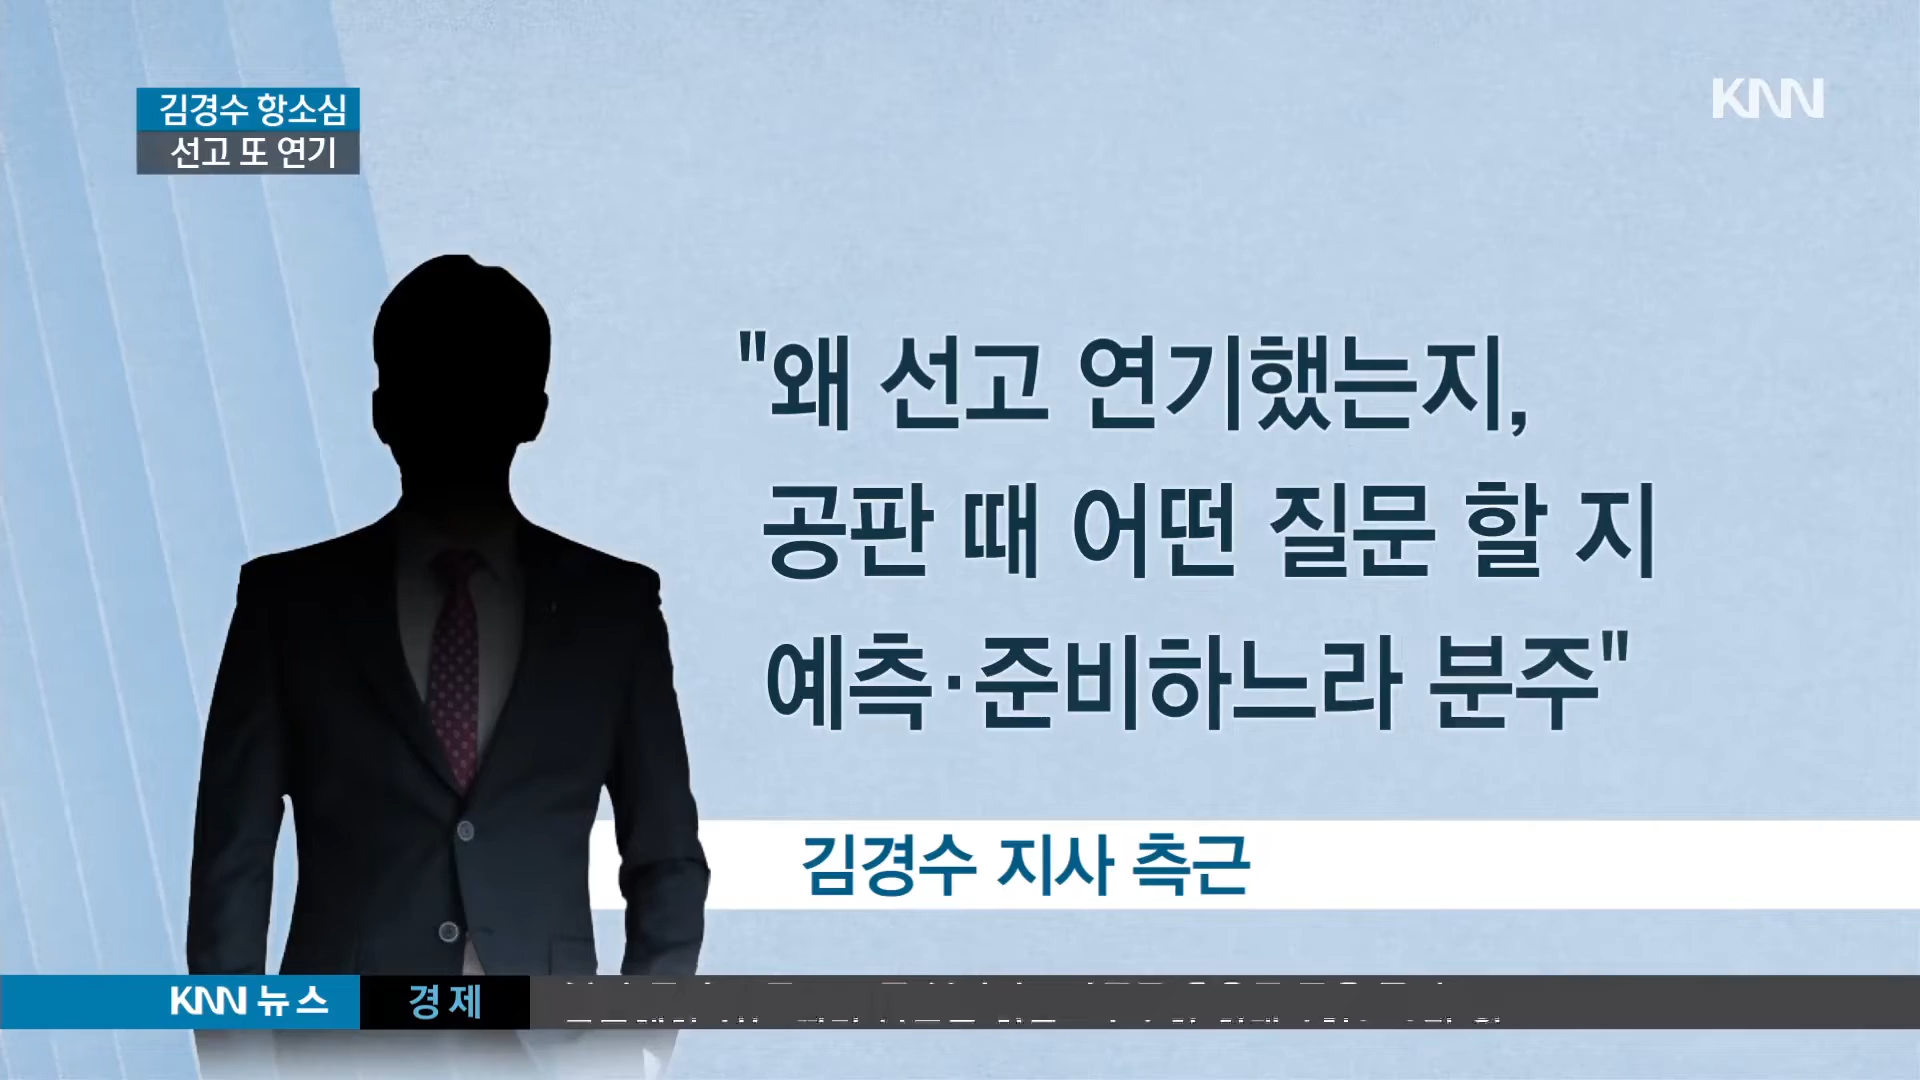 김경수 항소심
선고 또 연기
KNN
"왜 선고 연기했는지,
공판 때 어떤 질문 할 지
예측·준비하느라 분주"
김경수 지사 측근
KNN 뉴스
경제